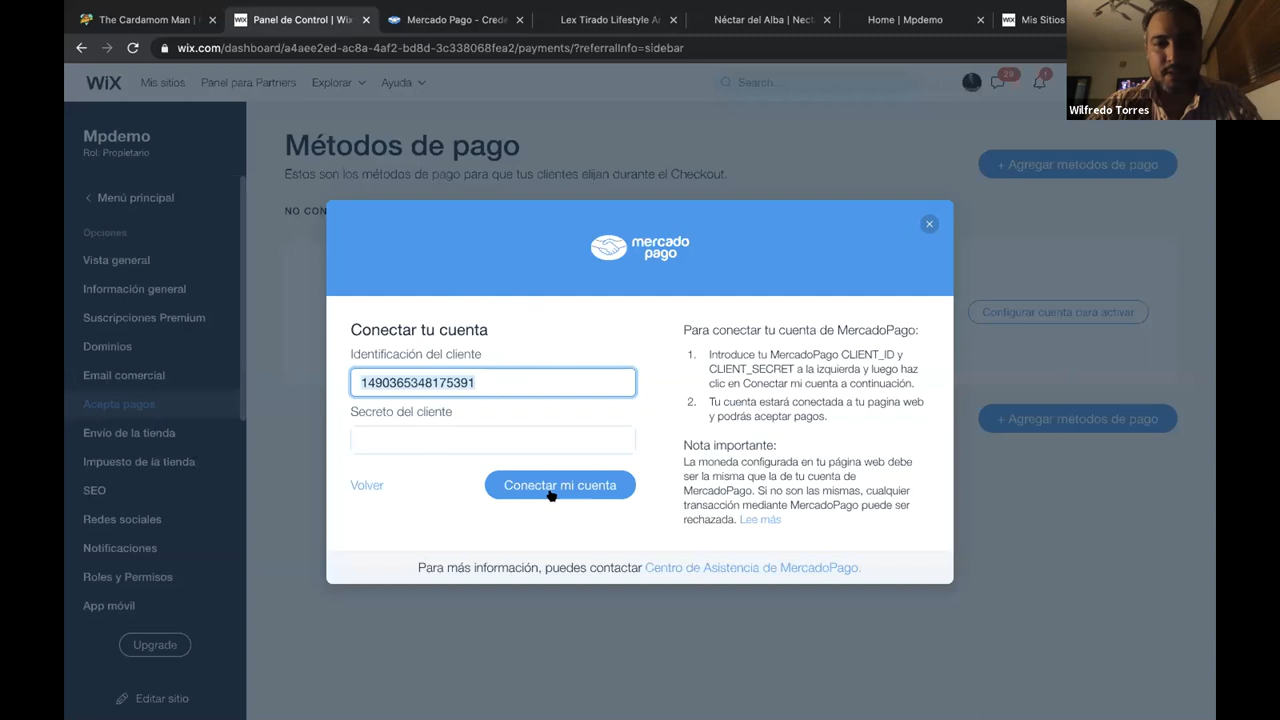 The Cardamom Man |
Panel de Control | Wix
Mercado Pago - Crede
Lex Tirado Lifestyle
Néctar del Alba | Nect
Home | Mpdemo
Mis Sitios
wix.com/dashboard/a4aee2ed-ac8a-4af2-bd8d-3c338068fea2/payments/?referralInfo=sidebar
Wilfredo Torres
WiX
Mis sitios
Panel para Partners
Explorar
Ayuda
Search...
29
1
Mpdemo
Rol: Propietario
Menú principal
Opciones
Vista general
Información general
Suscripciones Premium
Dominios
Email comercial
Acepta pagos
Envío de la tienda
Impuesto de la tienda
SEO
Redes sociales
Notificaciones
Roles y Permisos
App móvil
Upgrade
Editar sitio
Métodos de pago
Estos son los métodos de pago para que tus clientes elijan durante el Checkout.
+ Agregar métodos de pago
NO CON
Configurar cuenta para activar
+ Agregar métodos de pago
mercado
pago
Conectar tu cuenta
Identificación del cliente
1490365348175391
Secreto del cliente
Volver
Conectar mi cuenta
Para conectar tu cuenta de MercadoPago:
1. Introduce tu MercadoPago CLIENT_ID y
CLIENT_SECRET a la izquierda y luego haz
clic en Conectar mi cuenta a continuación.
2. Tu cuenta estará conectada a tu pagina web
y podrás aceptar pagos.
Nota importante:
La moneda configurada en tu página web debe
ser la misma que la de tu cuenta de
MercadoPago. Si no son las mismas, cualquier
transacción mediante MercadoPago puede ser
rechazada. Lee más
Para más información, puedes contactar Centro de Asistencia de MercadoPago.